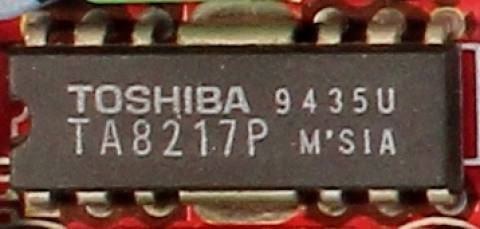 TOSHIBA 9435U
TA8217P M'SIA